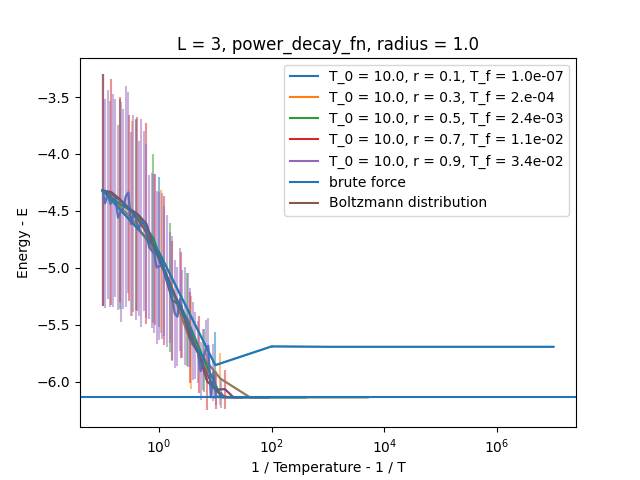 L = 3, power_decay_fn, radius = 1.0
T_0 = 10.0, r = 0.1, T_f = 1.0e-07
T_0 = 10.0, r = 0.3, T_f = 2.e-04
T_0 = 10.0, r = 0.5, T_f = 2.4e-03
T_0 = 10.0, r = 0.7, T_f = 1.1e-02
T_0 = 10.0, r = 0.9, T_f = 3.4e-02
brute force
Boltzmann distribution
Energy - E
−3.5
−4.0
−4.5
−5.0
−5.5
−6.0
10⁰ 10² 10⁴ 10⁶
1 / Temperature - 1 / T